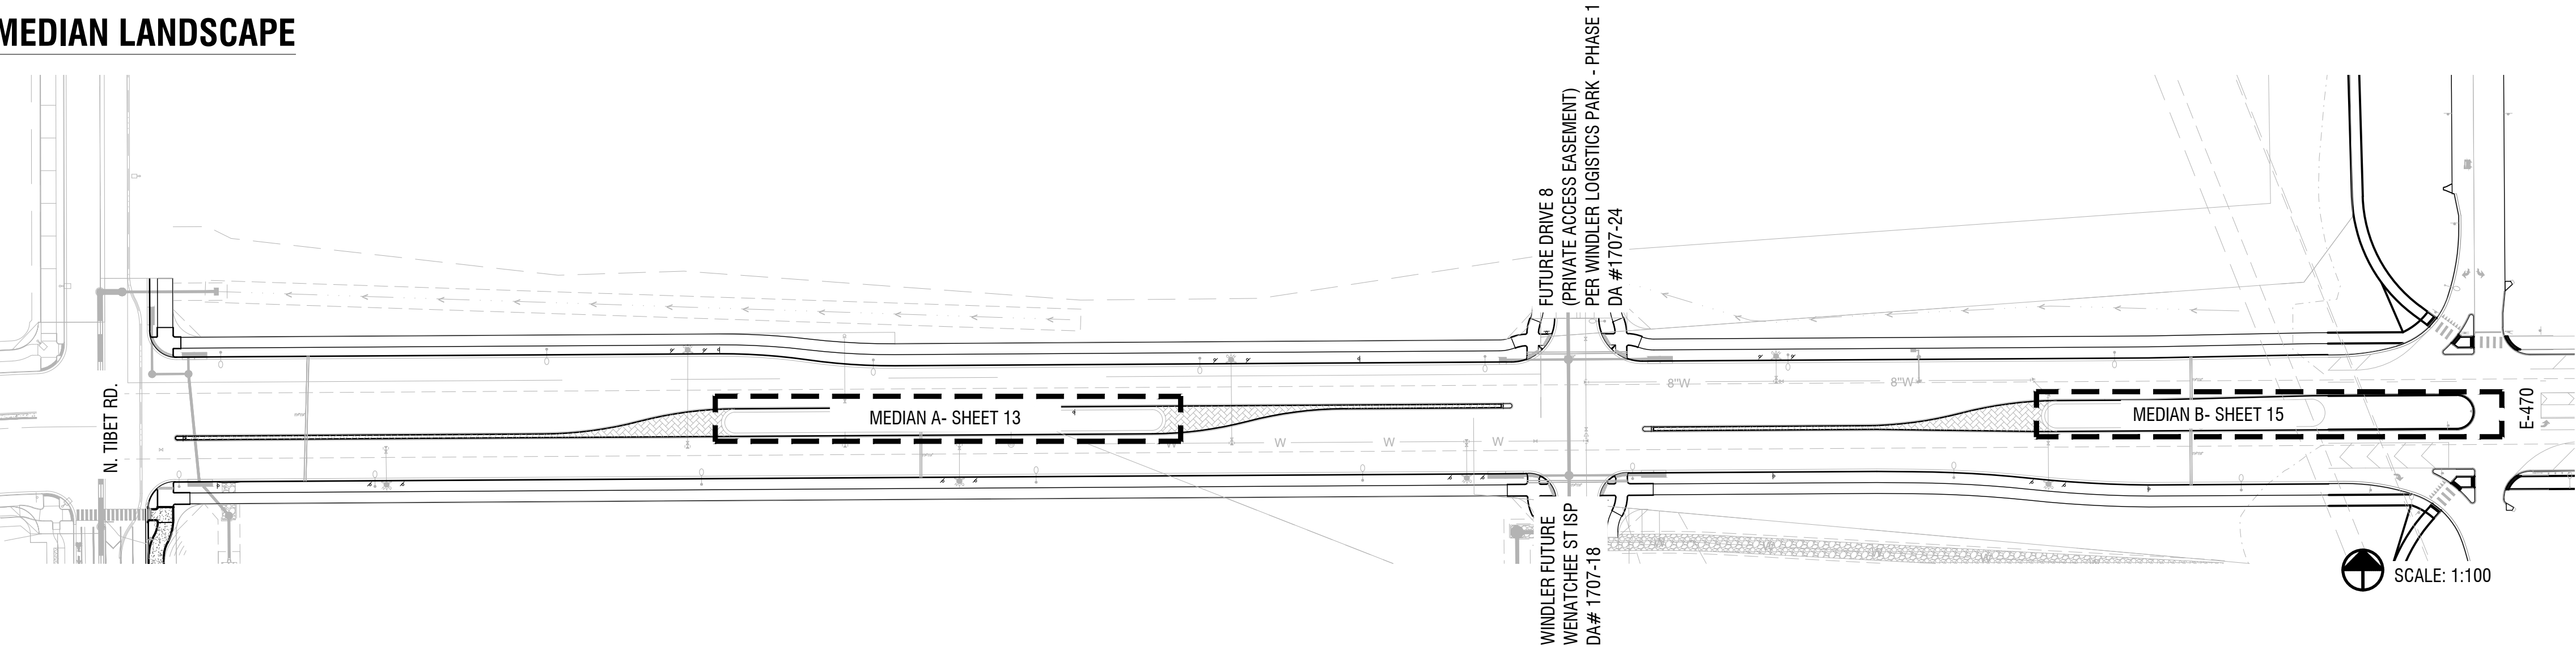 MEDIAN LANDSCAPE
FUTURE DRIVE 8
(PRIVATE ACCESS EASEMENT)
PER WINDLER LOGISTICS PARK - PHASE 1
DA #1707-24
N. TIBET RD.
MEDIAN A- SHEET 13
8"W
8"W
MEDIAN B- SHEET 15
E-470
W
W
W
W
WINDLER FUTURE
WENATCHEE ST ISP
DA# 1707-18
SCALE: 1:100